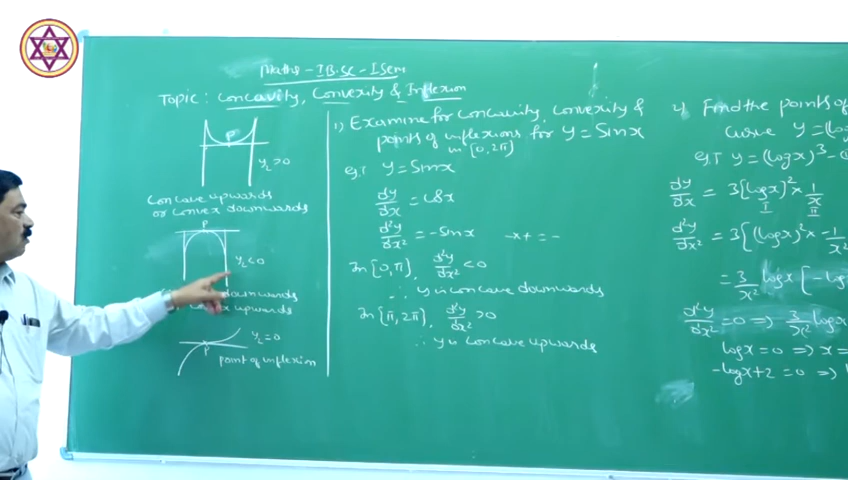 Maths - I B.Sc - I Sem
Topic: Concavity, Convexity & Inflexion
P
y₂>0
Concave upwards
or Convex downwards
P
y₂<0
downwards
upwards
y₂=0
P
point of inflexion
1) Examine for Concavity, Convexity &
points of inflexions for y=Sinx
in [0,2π]
G.T y=Sinx
dy/dx = cosx
d²y/dx² = -Sinx -x+ = -
In [0,π], d²y/dx² <0
∴ y is concave downwards
In [π, 2π], d²y/dx² >0
∴ y is concave upwards
2) Find the points of
Curve y=(log
G.T y=(logx)³-
dy/dx = 3(logx)² × 1/x
I II
d²y/dx² = 3[(logx)² × -1/x
= 3/x² logx[-log
d²y/dx² = 0 ⇒ 3/x² logx
logx=0 ⇒ x=
-logx+2=0 ⇒